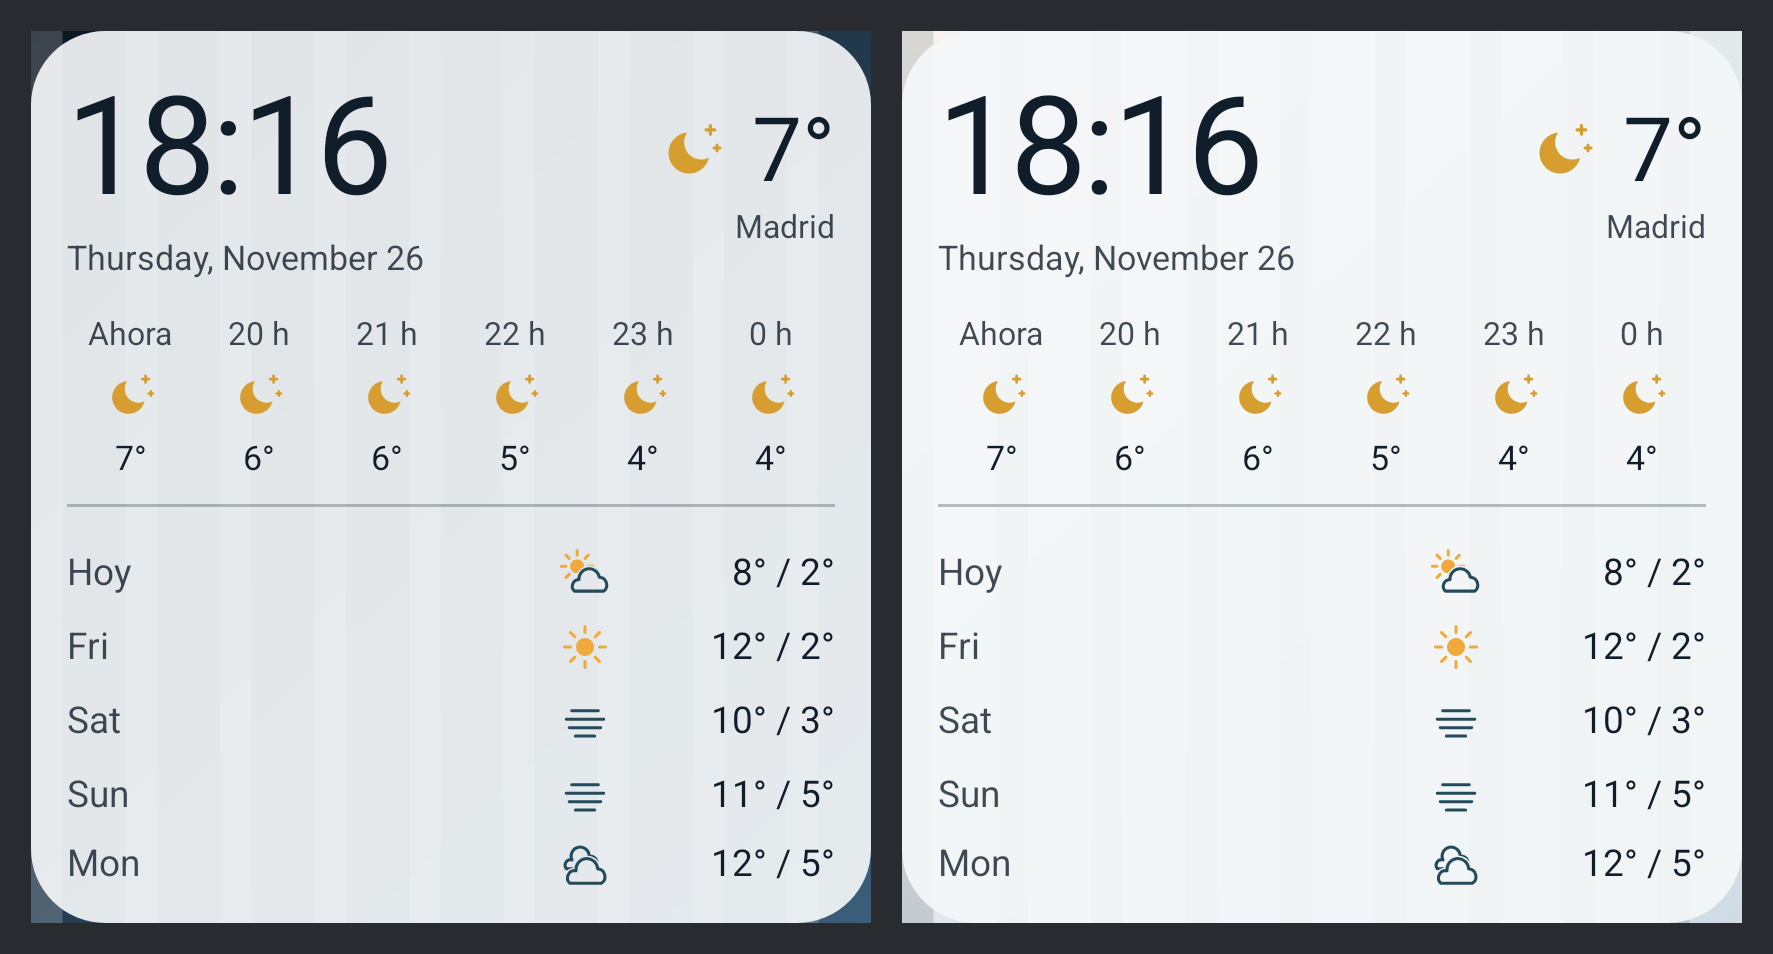 18:16
7°
Madrid
Thursday, November 26
Ahora 20 h 21 h 22 h 23 h 0 h
7° 6° 6° 5° 4° 4°
Hoy 8° / 2°
Fri 12° / 2°
Sat 10° / 3°
Sun 11° / 5°
Mon 12° / 5°
18:16
7°
Madrid
Thursday, November 26
Ahora 20 h 21 h 22 h 23 h 0 h
7° 6° 6° 5° 4° 4°
Hoy 8° / 2°
Fri 12° / 2°
Sat 10° / 3°
Sun 11° / 5°
Mon 12° / 5°